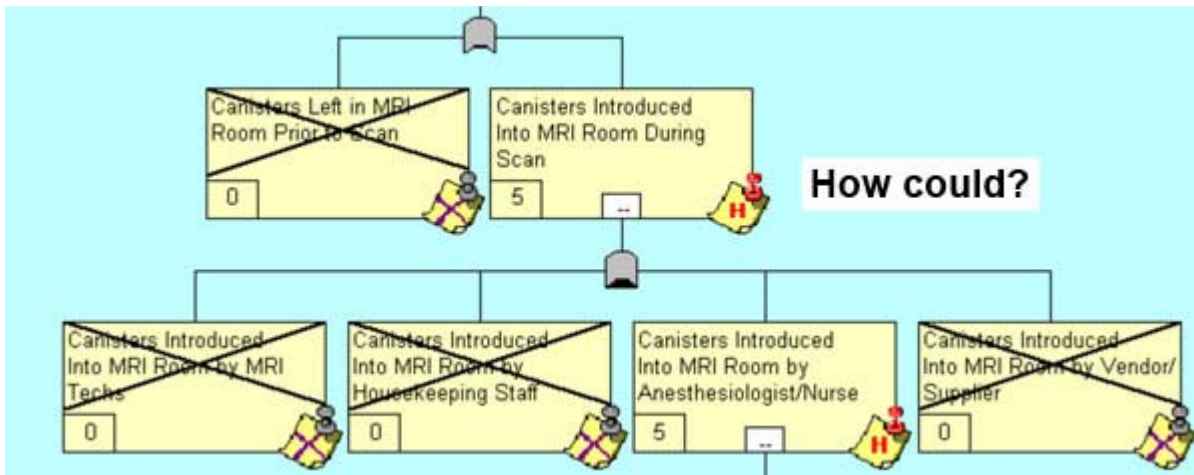 Canisters Left in MRI
Room Prior to Scan
0
Canisters Introduced
Into MRI Room During
Scan
5
--
H
How could?
Canisters Introduced
Into MRI Room by MRI
Techs
0
Canisters Introduced
Into MRI Room by
Housekeeping Staff
0
Canisters Introduced
Into MRI Room by
Anesthesiologist/Nurse
5
--
H
Canisters Introduced
Into MRI Room by Vendor/
Supplier
0